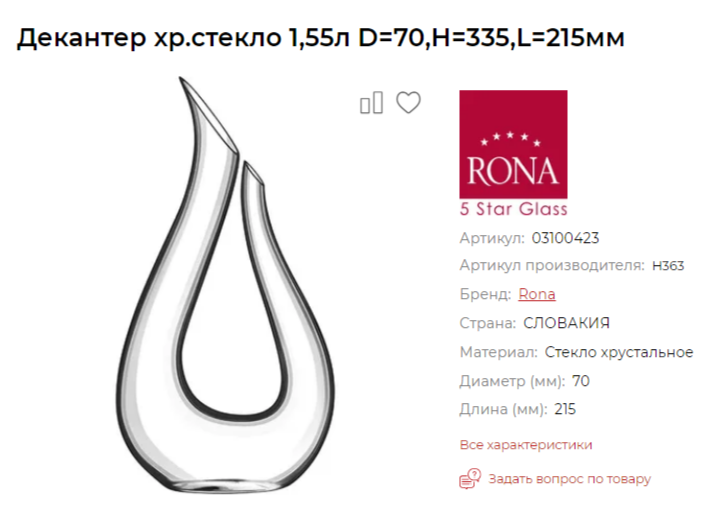 Декантер хр.стекло 1,55л D=70,H=335,L=215мм
RONA
5 Star Glass
Артикул: 03100423
Артикул производителя: H363
Бренд: Rona
Страна: СЛОВАКИЯ
Материал: Стекло хрустальное
Диаметр (мм): 70
Длина (мм): 215
Все характеристики
Задать вопрос по товару